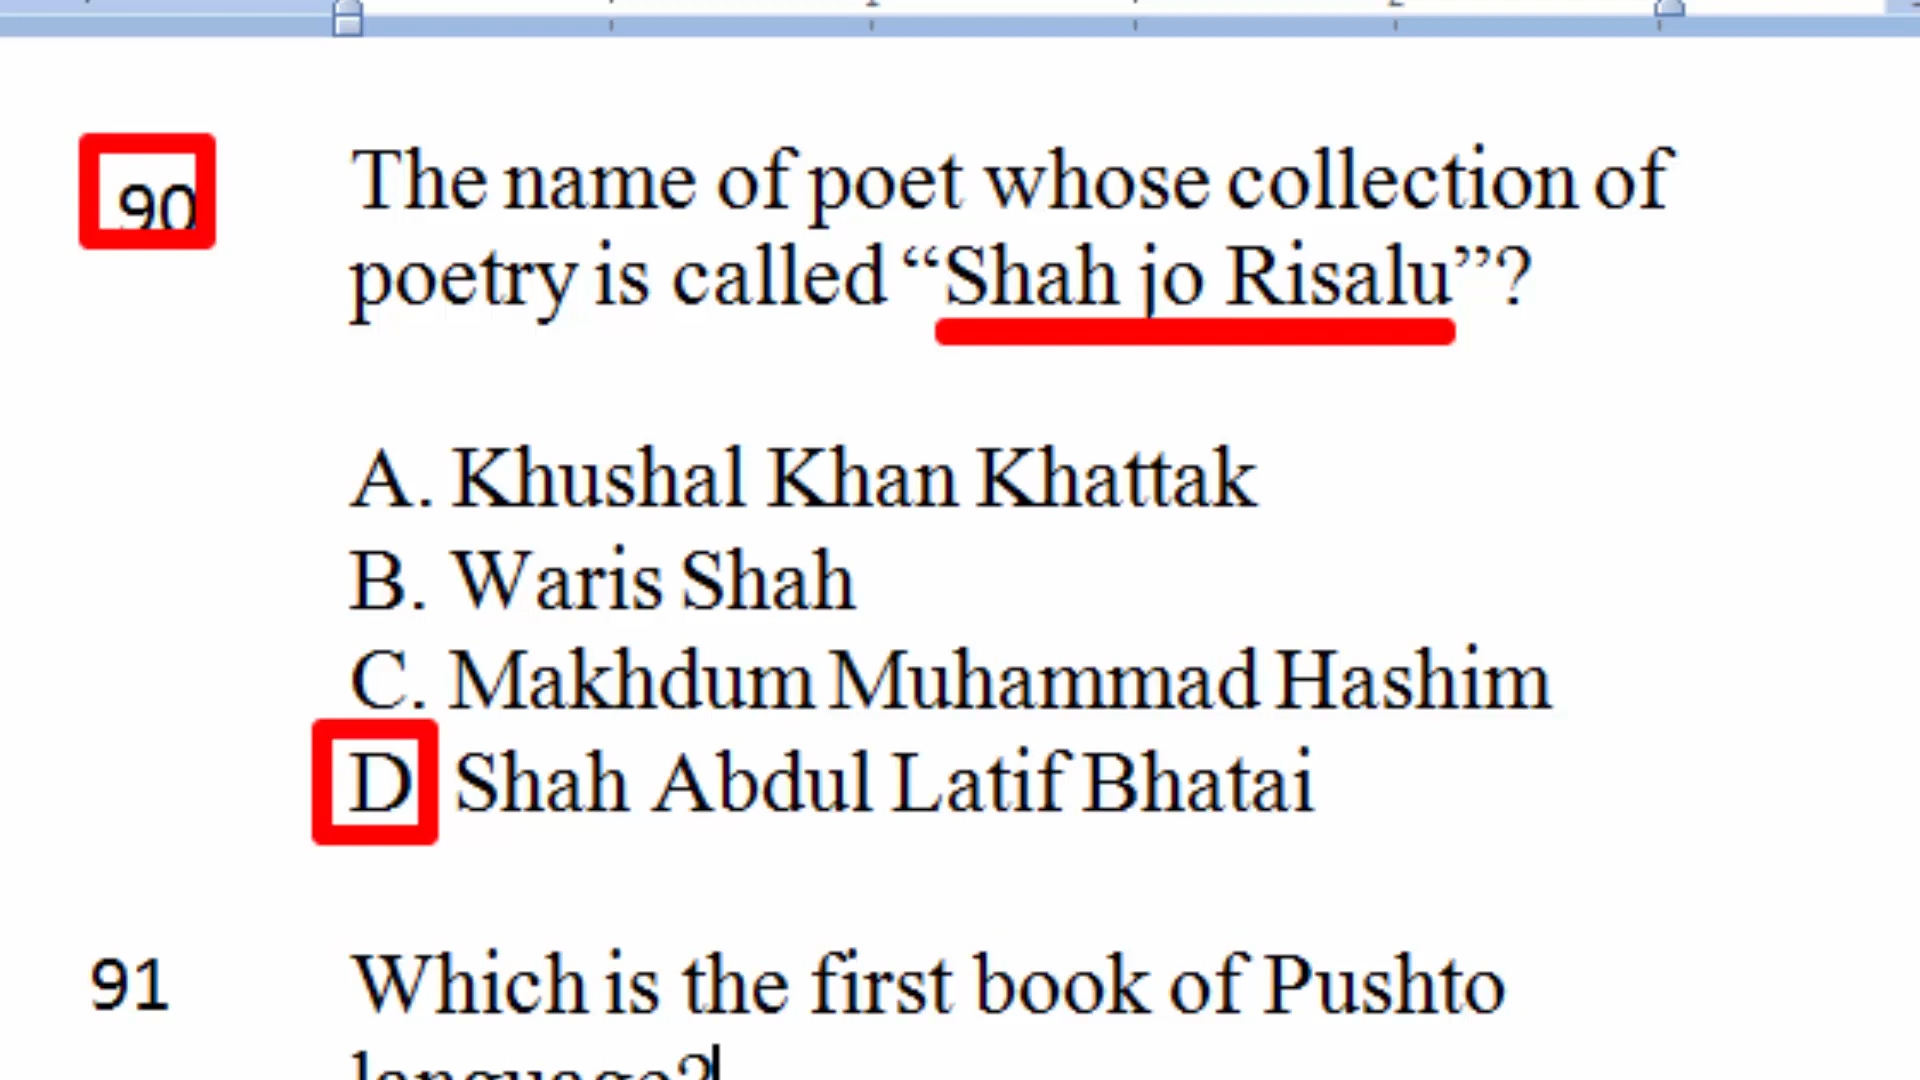 90 The name of poet whose collection of
poetry is called “Shah jo Risalu”?
A. Khushal Khan Khattak
B. Waris Shah
C. Makhdum Muhammad Hashim
D Shah Abdul Latif Bhatai
91 Which is the first book of Pushto
language?